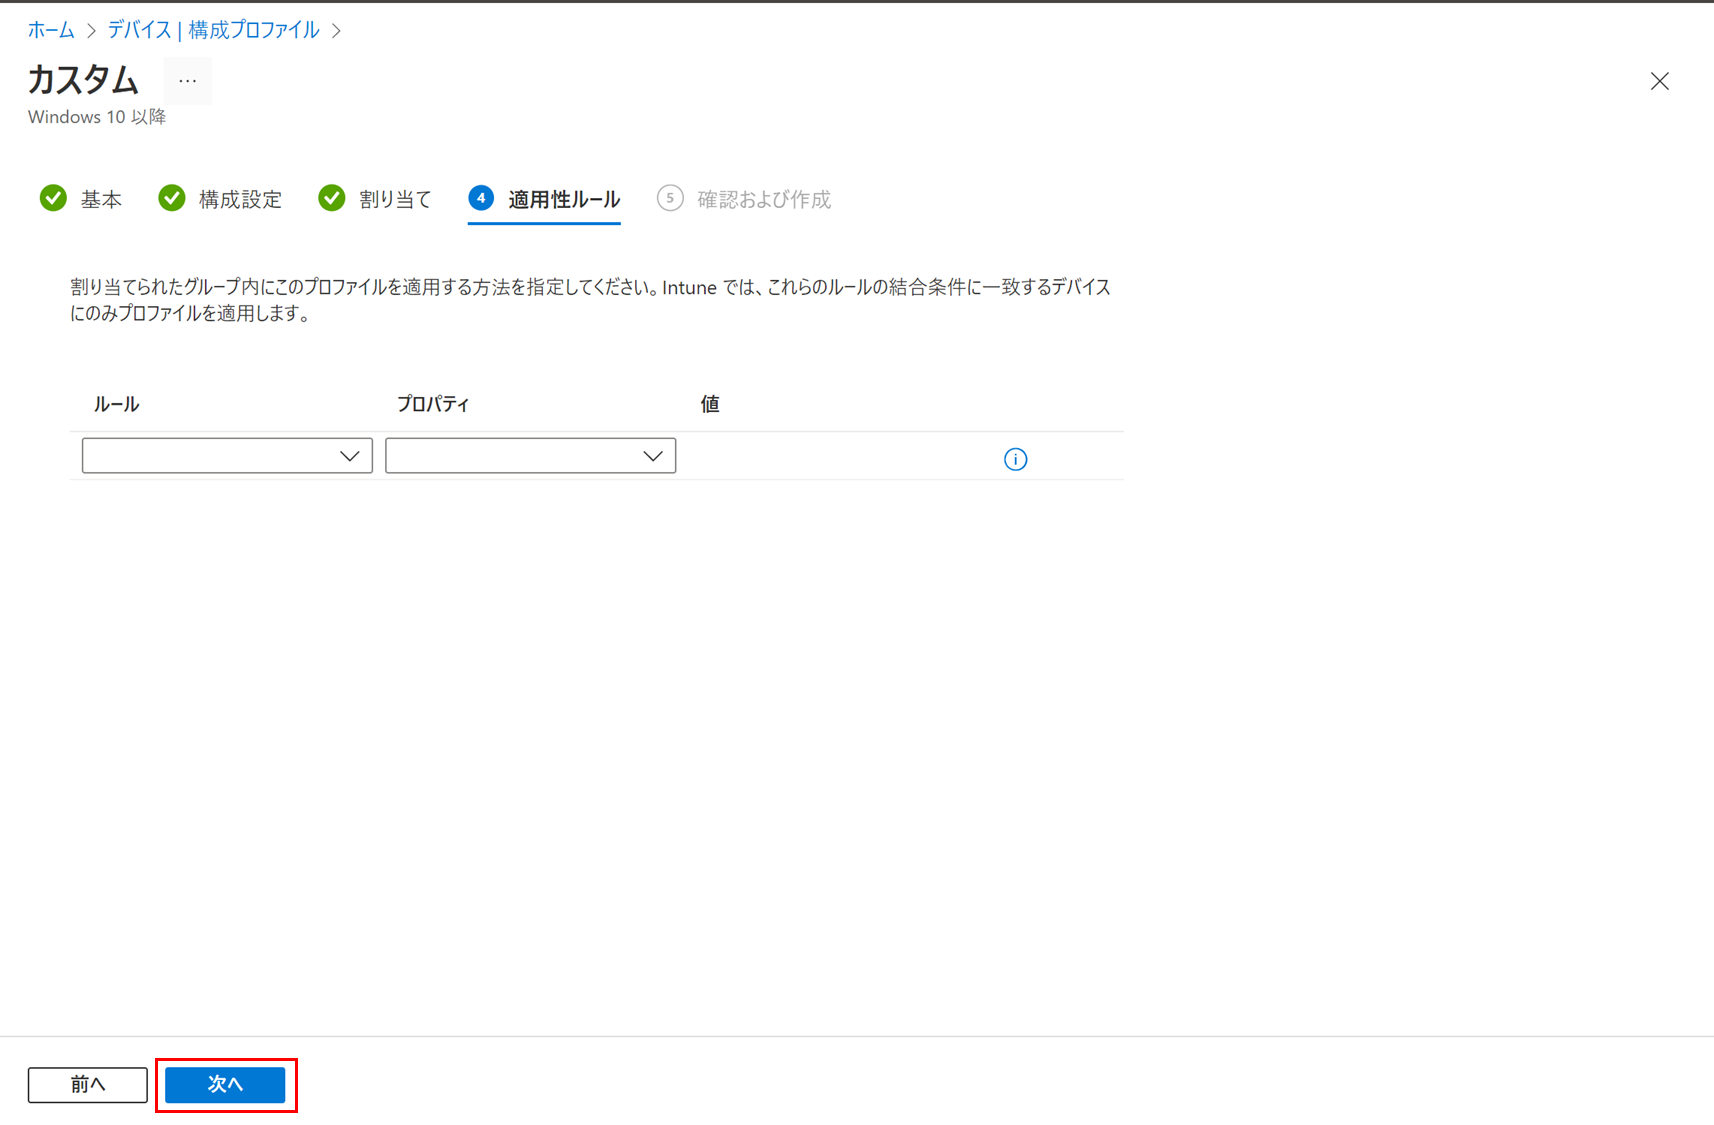 ホーム > デバイス | 構成プロファイル >
カスタム ...
Windows 10 以降
基本 構成設定 割り当て 4 適用性ルール 5 確認および作成
割り当てられたグループ内にこのプロファイルを適用する方法を指定してください。Intune では、これらのルールの結合条件に一致するデバイス
にのみプロファイルを適用します。
ルール プロパティ 値
前へ 次へ